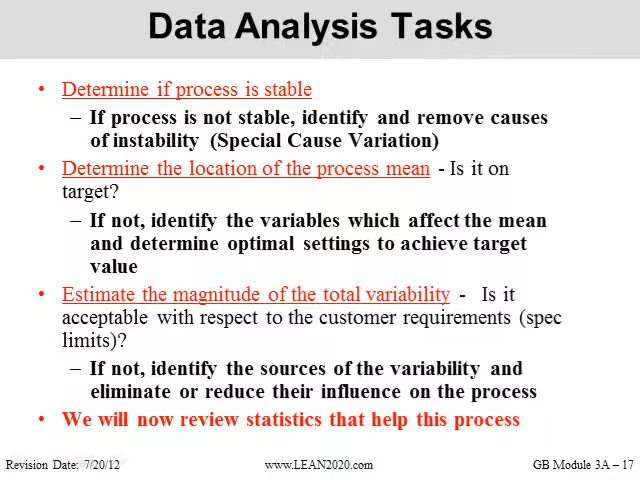 Data Analysis Tasks
• Determine if process is stable
– If process is not stable, identify and remove causes
of instability (Special Cause Variation)
• Determine the location of the process mean - Is it on
target?
– If not, identify the variables which affect the mean
and determine optimal settings to achieve target
value
• Estimate the magnitude of the total variability - Is it
acceptable with respect to the customer requirements (spec
limits)?
– If not, identify the sources of the variability and
eliminate or reduce their influence on the process
• We will now review statistics that help this process
Revision Date: 7/20/12 www.LEAN2020.com GB Module 3A – 17